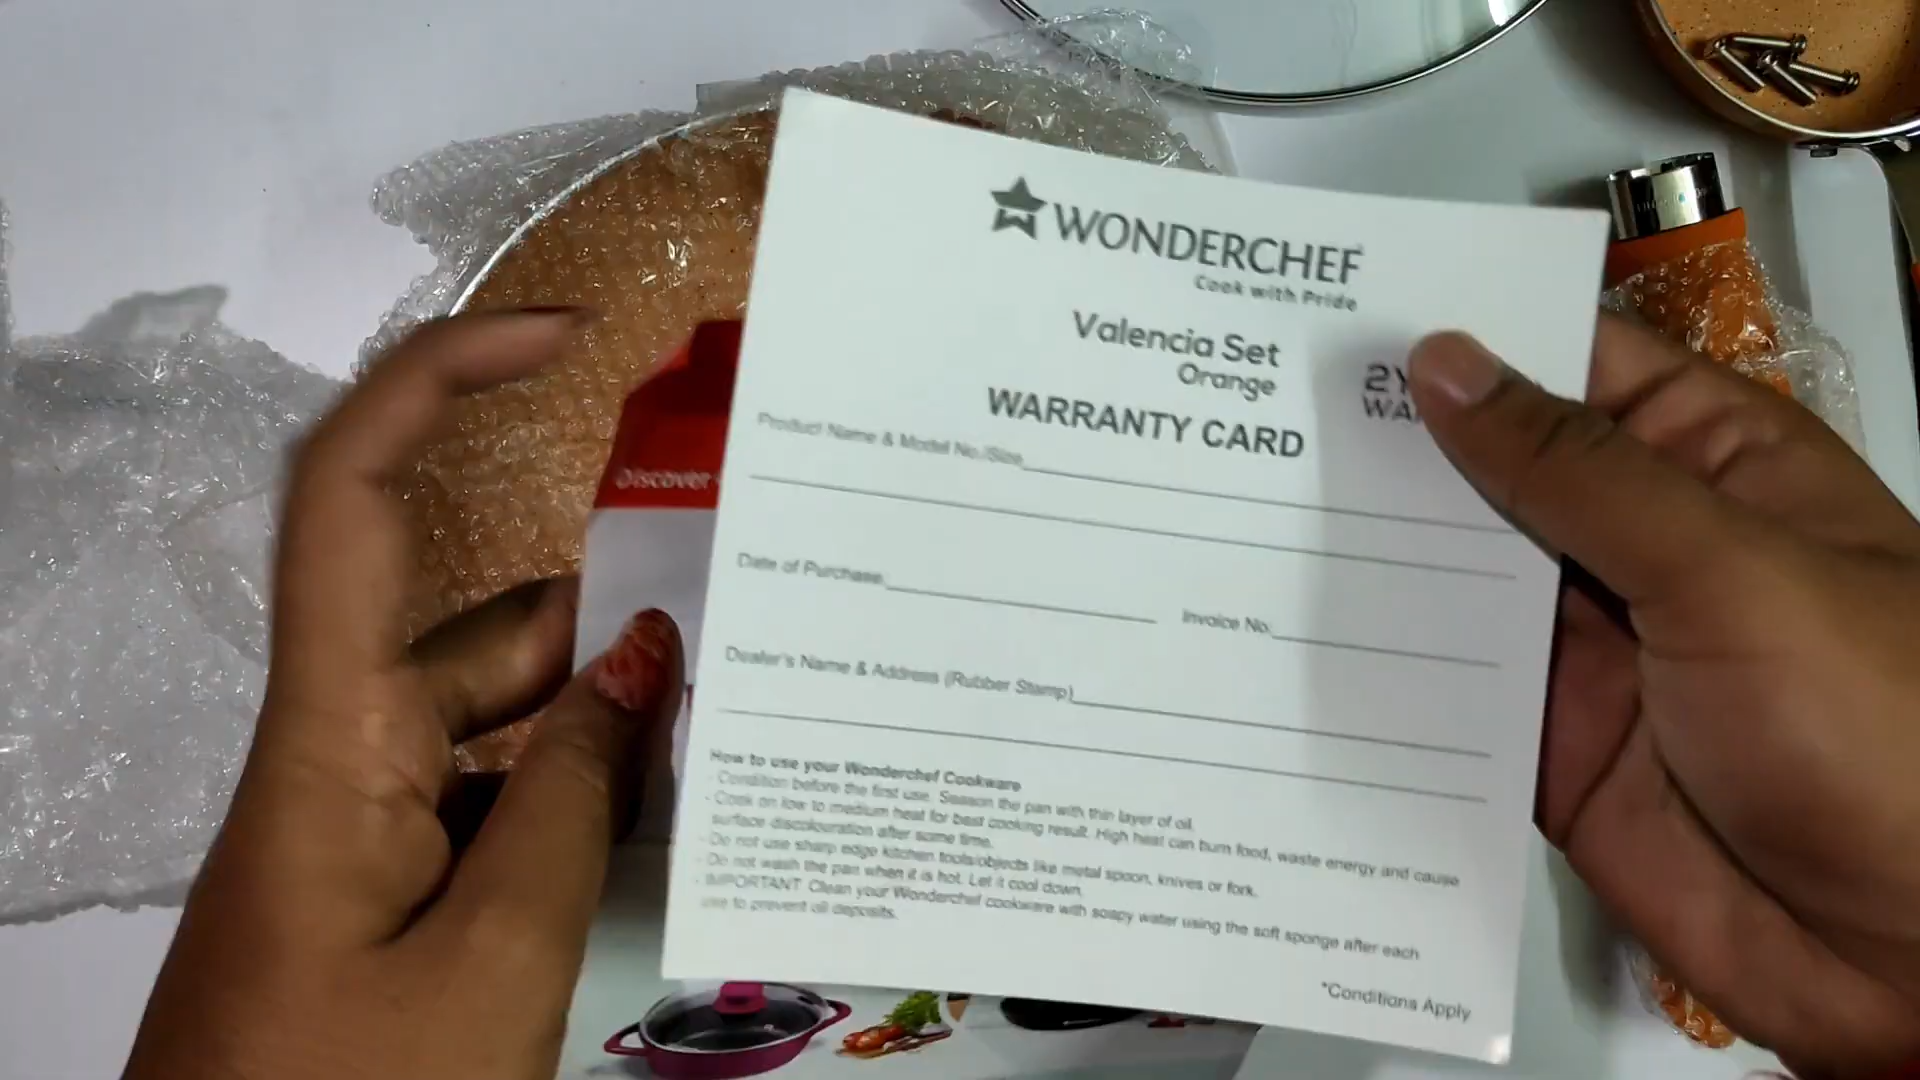 WONDERCHEF
Cook with Pride
Valencia Set
Orange
2Y
WA
WARRANTY CARD
Product Name & Model No./Size
Date of Purchase: Invoice No:
Dealer's Name & Address (Rubber Stamp)
How to use your Wonderchef Cookware
- Condition before the first use. Season the pan with thin layer of oil.
- Cook on low to medium heat for best cooking result. High heat can burn food, waste energy and cause
surface discolouration after some time.
- Do not use sharp edge kitchen tools/objects like metal spoon, knives or fork.
- Do not wash the pan when it is hot. Let it cool down.
- IMPORTANT: Clean your Wonderchef cookware with soapy water using the soft sponge after each
use to prevent oil deposits.
*Conditions Apply
Discover